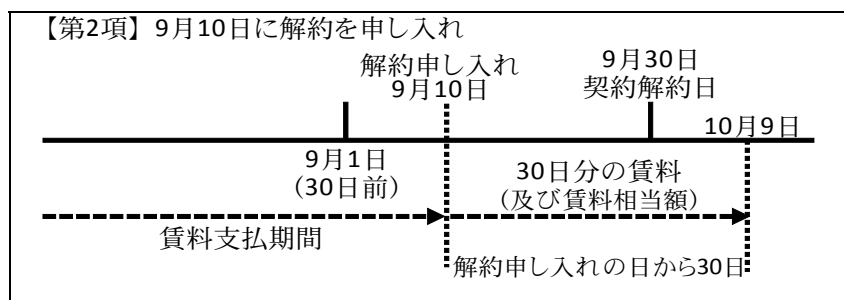 【第2項】9月10日に解約を申し入れ
解約申し入れ
9月10日
9月30日
契約解約日
10月9日
9月1日
(30日前)
30日分の賃料
(及び賃料相当額)
賃料支払期間
解約申し入れの日から30日